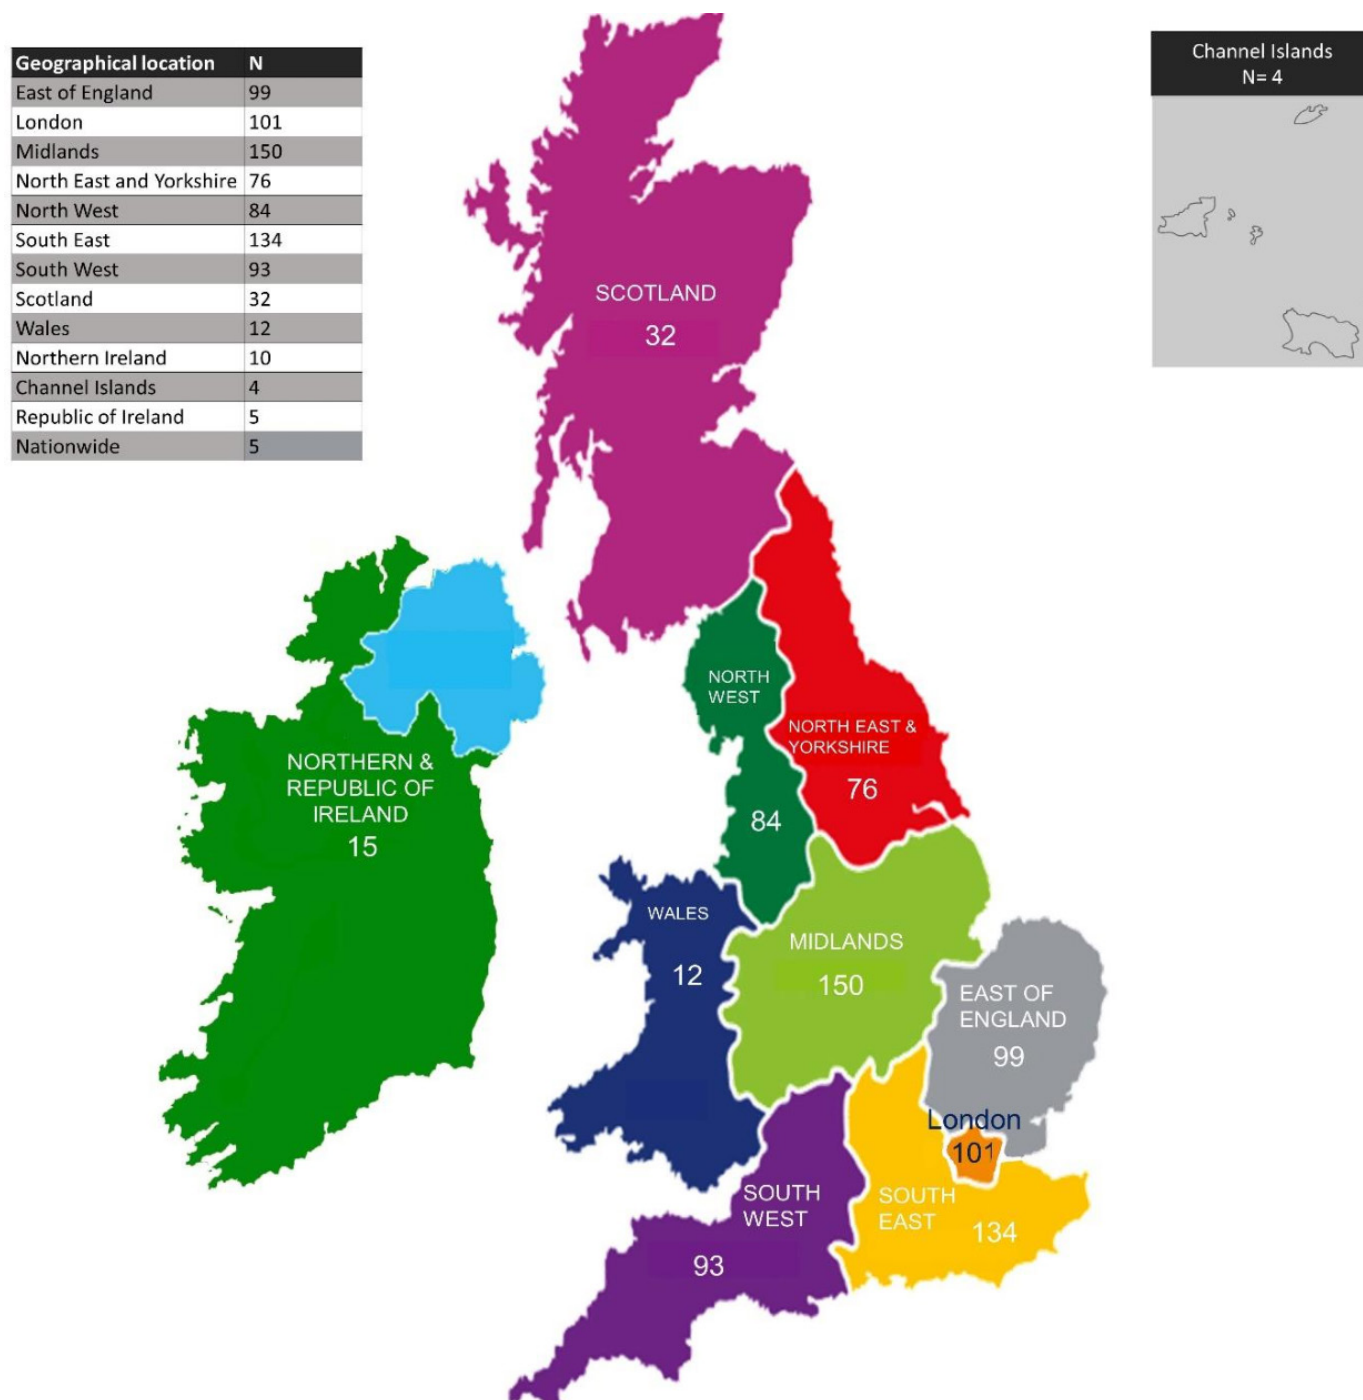 Geographical location N
East of England 99
London 101
Midlands 150
North East and Yorkshire 76
North West 84
South East 134
South West 93
Scotland 32
Wales 12
Northern Ireland 10
Channel Islands 4
Republic of Ireland 5
Nationwide 5
Channel Islands
N= 4
SCOTLAND
32
NORTH
WEST
84
NORTH EAST &
YORKSHIRE
76
NORTHERN &
REPUBLIC OF
IRELAND
15
WALES
12
MIDLANDS
150
EAST OF
ENGLAND
99
London
101
SOUTH
WEST
93
SOUTH
EAST
134